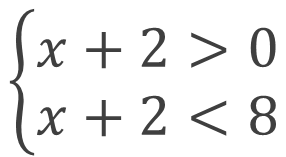 x + 2 > 0
x + 2 < 8